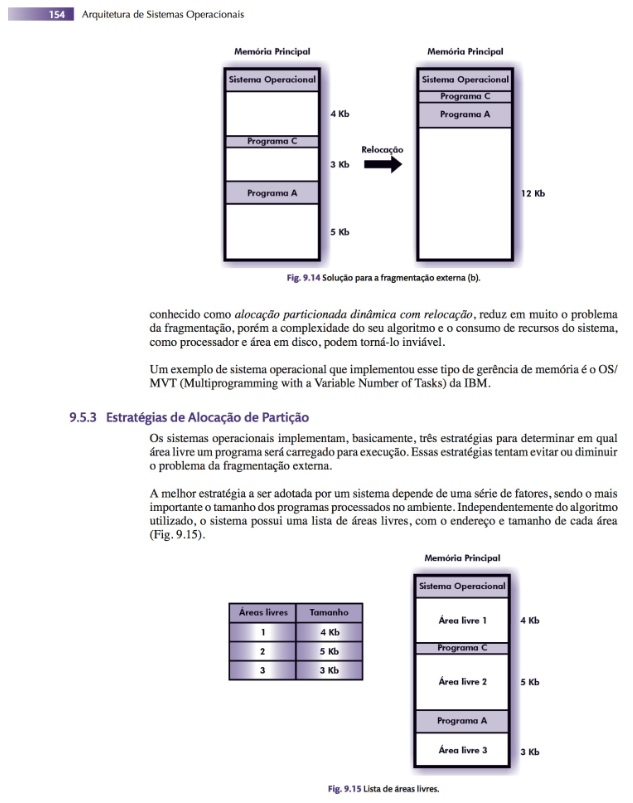 154 Arquitetura de Sistemas Operacionais
Memória Principal Memória Principal
Sistema Operacional Sistema Operacional
Programa C
4 Kb Programa A
Programa C
Relocação
3 Kb
Programa A 12 Kb
5 Kb
Fig. 9.14 Solução para a fragmentação externa (b).
conhecido como alocação particionada dinâmica com relocação, reduz em muito o problema
da fragmentação, porém a complexidade do seu algoritmo e o consumo de recursos do sistema,
como processador e área em disco, podem torná-lo inviável.
Um exemplo de sistema operacional que implementou esse tipo de gerência de memória é o OS/
MVT (Multiprogramming with a Variable Number of Tasks) da IBM.
9.5.3 Estratégias de Alocação de Partição
Os sistemas operacionais implementam, basicamente, três estratégias para determinar em qual
área livre um programa será carregado para execução. Essas estratégias tentam evitar ou diminuir
o problema da fragmentação externa.
A melhor estratégia a ser adotada por um sistema depende de uma série de fatores, sendo o mais
importante o tamanho dos programas processados no ambiente. Independentemente do algoritmo
utilizado, o sistema possui uma lista de áreas livres, com o endereço e tamanho de cada área
(Fig. 9.15).
Memória Principal
Sistema Operacional
Áreas livres Tamanho
1 4 Kb
2 5 Kb
3 3 Kb
Área livre 1 4 Kb
Programa C
Área livre 2 5 Kb
Programa A
Área livre 3 3 Kb
Fig. 9.15 Lista de áreas livres.